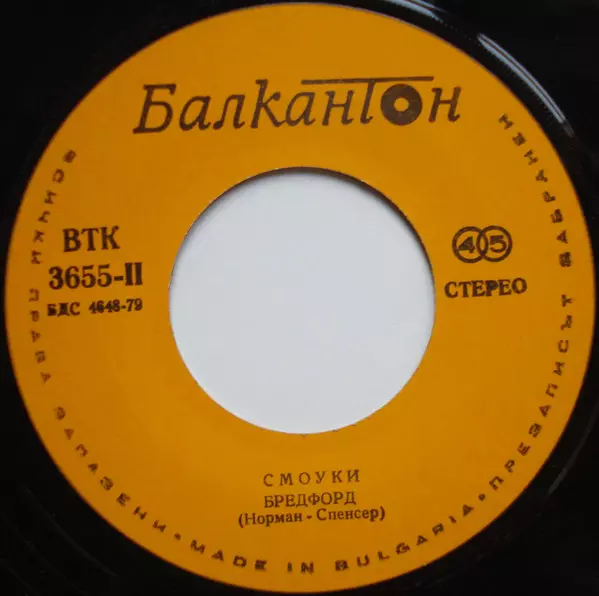 Балкантон
ВТК
3655-II
БДС 4648-79
45
СТЕРЕО
СМОУКИ
БРЕДФОРД
(Норман - Спенсер)
ВСИЧКИ ПРАВА ЗАПАЗЕНИ • MADE IN BULGARIA • ПРЕЗАПИСЪТ ЗАБРАНЕН